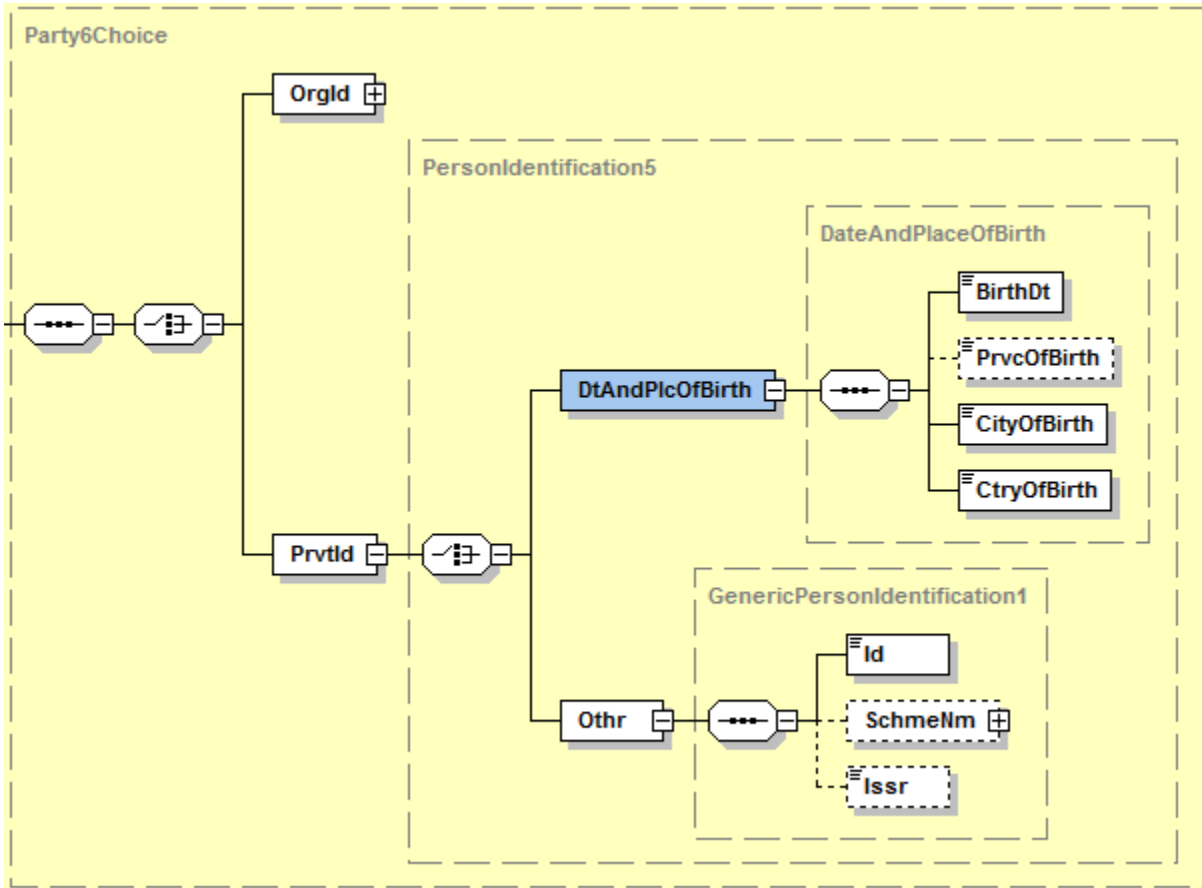 Party6Choice
OrgId
PersonIdentification5
DateAndPlaceOfBirth
BirthDt
PrvcOfBirth
DtAndPlcOfBirth
CityOfBirth
CtryOfBirth
PrvtId
GenericPersonIdentification1
Id
Othr
SchmeNm
Issr